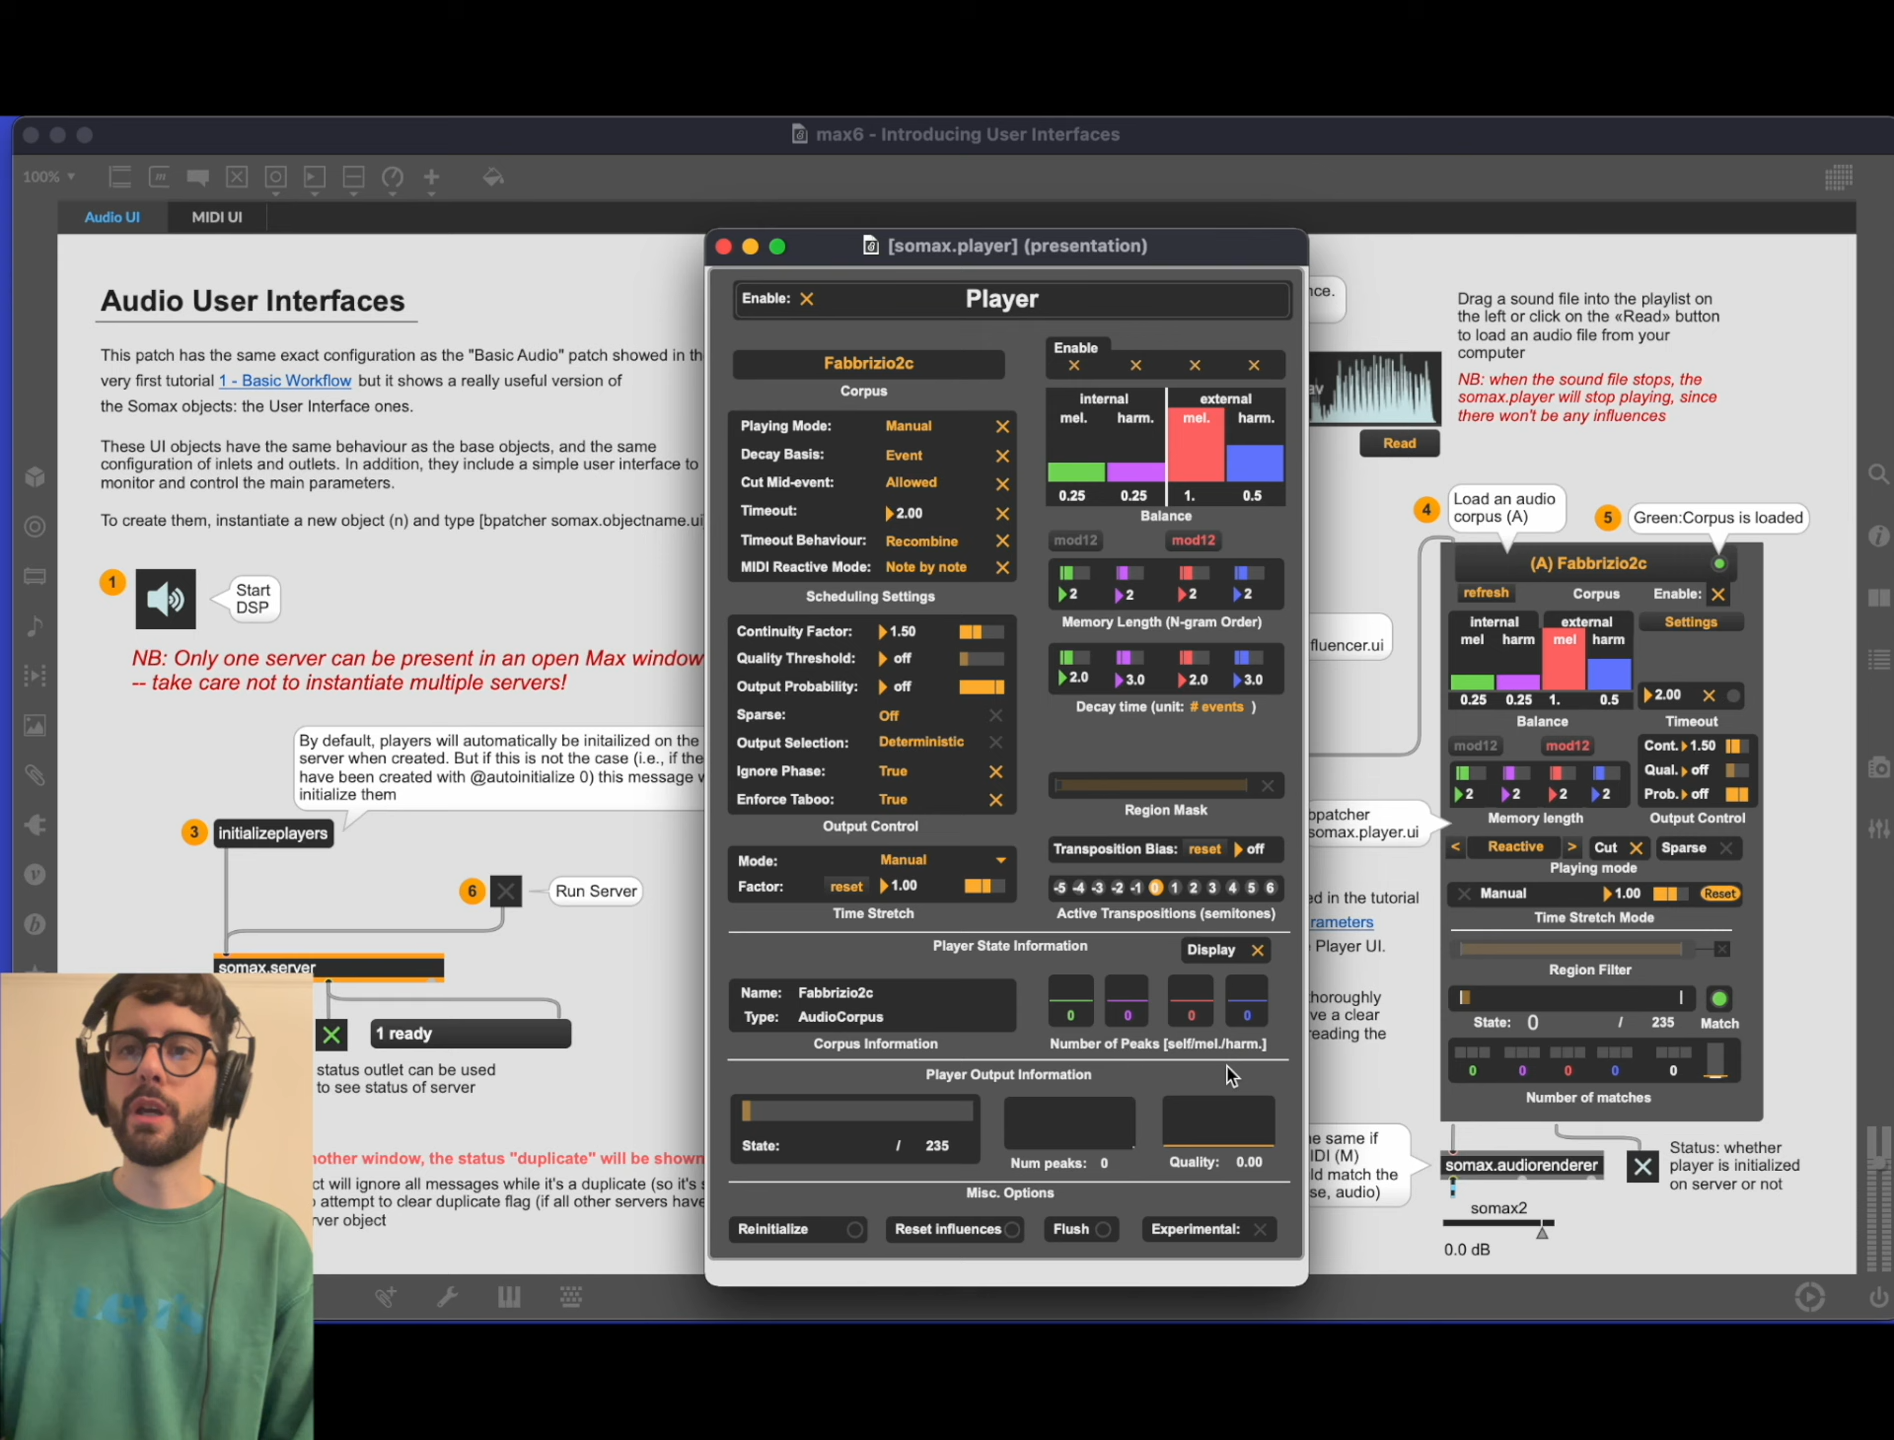 max6 - Introducing User Interfaces
100%
Audio UI
MIDI UI
Audio User Interfaces
This patch has the same exact configuration as the "Basic Audio" patch showed in th
very first tutorial 1 - Basic Workflow but it shows a really useful version of
the Somax objects: the User Interface ones.
These UI objects have the same behaviour as the base objects, and the same
configuration of inlets and outlets. In addition, they include a simple user interface to
monitor and control the main parameters.
To create them, instantiate a new object (n) and type [bpatcher somax.objectname.ui
1
Start
DSP
NB: Only one server can be present in an open Max window
-- take care not to instantiate multiple servers!
By default, players will automatically be initailized on the
server when created. But if this is not the case (i.e., if the
have been created with @autoinitialize 0) this message w
initialize them
3
initializeplayers
6
Run Server
somax.server
1 ready
status outlet can be used
to see status of server
nother window, the status "duplicate" will be shown
ct will ignore all messages while it's a duplicate (so it's
attempt to clear duplicate flag (if all other servers have
ver object
Levi's
[somax.player] (presentation)
Enable:
Player
Fabbrizio2c
Corpus
Playing Mode: Manual
Decay Basis: Event
Cut Mid-event: Allowed
Timeout: 2.00
Timeout Behaviour: Recombine
MIDI Reactive Mode: Note by note
Scheduling Settings
Continuity Factor: 1.50
Quality Threshold: off
Output Probability: off
Sparse: Off
Output Selection: Deterministic
Ignore Phase: True
Enforce Taboo: True
Output Control
Mode: Manual
Factor: reset 1.00
Time Stretch
Enable
internal external
mel. harm. mel. harm.
0.25 0.25 1. 0.5
Balance
mod12 mod12
2 2 2 2
Memory Length (N-gram Order)
2.0 3.0 2.0 3.0
Decay time (unit: # events )
Region Mask
Transposition Bias: reset off
-5 -4 -3 -2 -1 0 1 2 3 4 5 6
Active Transpositions (semitones)
Player State Information
Display
Name: Fabbrizio2c
Type: AudioCorpus
Corpus Information
0 0 0 0
Number of Peaks [self/mel./harm.]
Player Output Information
State: / 235
Num peaks: 0
Quality: 0.00
Misc. Options
Reinitialize
Reset influences
Flush
Experimental:
nce.
Drag a sound file into the playlist on
the left or click on the «Read» button
to load an audio file from your
computer
NB: when the sound file stops, the
somax.player will stop playing, since
there won't be any influences
av
Read
4
Load an audio
corpus (A)
5
Green:Corpus is loaded
(A) Fabbrizio2c
refresh Corpus Enable:
internal external
mel harm mel harm
0.25 0.25 1. 0.5
Balance
Settings
2.00
Timeout
mod12 mod12
2 2 2 2
Memory length
Cont. 1.50
Qual. off
Prob. off
Output Control
< Reactive > Cut Sparse
Playing mode
Manual 1.00 Reset
Time Stretch Mode
Region Filter
State: 0 / 235 Match
0 0 0 0 0
Number of matches
fluencer.ui
bpatcher
somax.player.ui
ed in the tutorial
rameters
Player UI.
horoughly
ve a clear
reading the
e same if
IDI (M)
ld match the
se, audio)
somax.audiorenderer
Status: whether
player is initialized
on server or not
somax2
0.0 dB